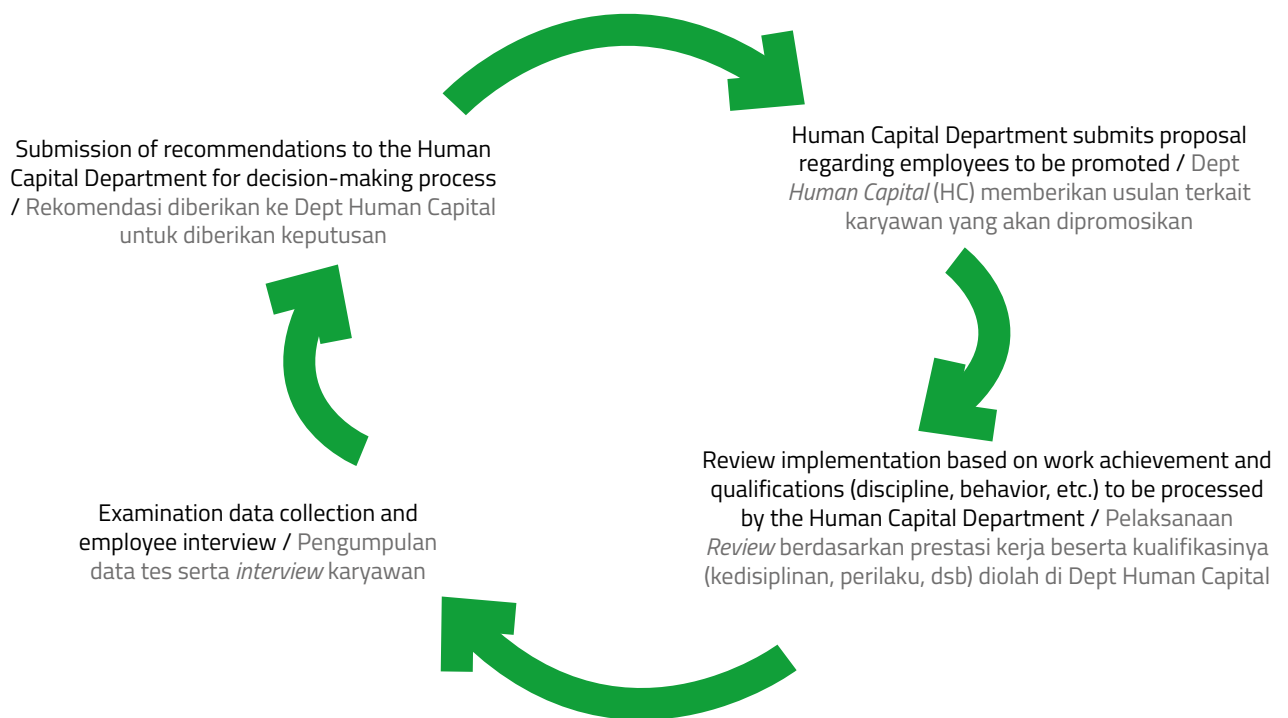 Submission of recommendations to the Human
Capital Department for decision-making process
/ Rekomendasi diberikan ke Dept Human Capital
untuk diberikan keputusan
Human Capital Department submits proposal
regarding employees to be promoted / Dept
Human Capital (HC) memberikan usulan terkait
karyawan yang akan dipromosikan
Review implementation based on work achievement and
qualifications (discipline, behavior, etc.) to be processed
by the Human Capital Department / Pelaksanaan
Review berdasarkan prestasi kerja beserta kualifikasinya
(kedisiplinan, perilaku, dsb) diolah di Dept Human Capital
Examination data collection and
employee interview / Pengumpulan
data tes serta interview karyawan